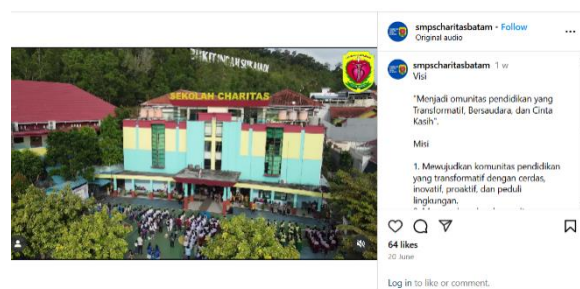 BUKIT INDAH SUKAJADI
SEKOLAH CHARITAS
smpscharitasbatam • Follow
Original audio
smpscharitasbatam 1 w
Visi
"Menjadi omunitas pendidikan yang
Transformatif, Bersaudara, dan Cinta
Kasih".
Misi
1. Mewujudkan komunitas pendidikan
yang transformatif dengan cerdas,
inovatif, proaktif, dan peduli
lingkungan.
64 likes
20 June
Log in to like or comment.